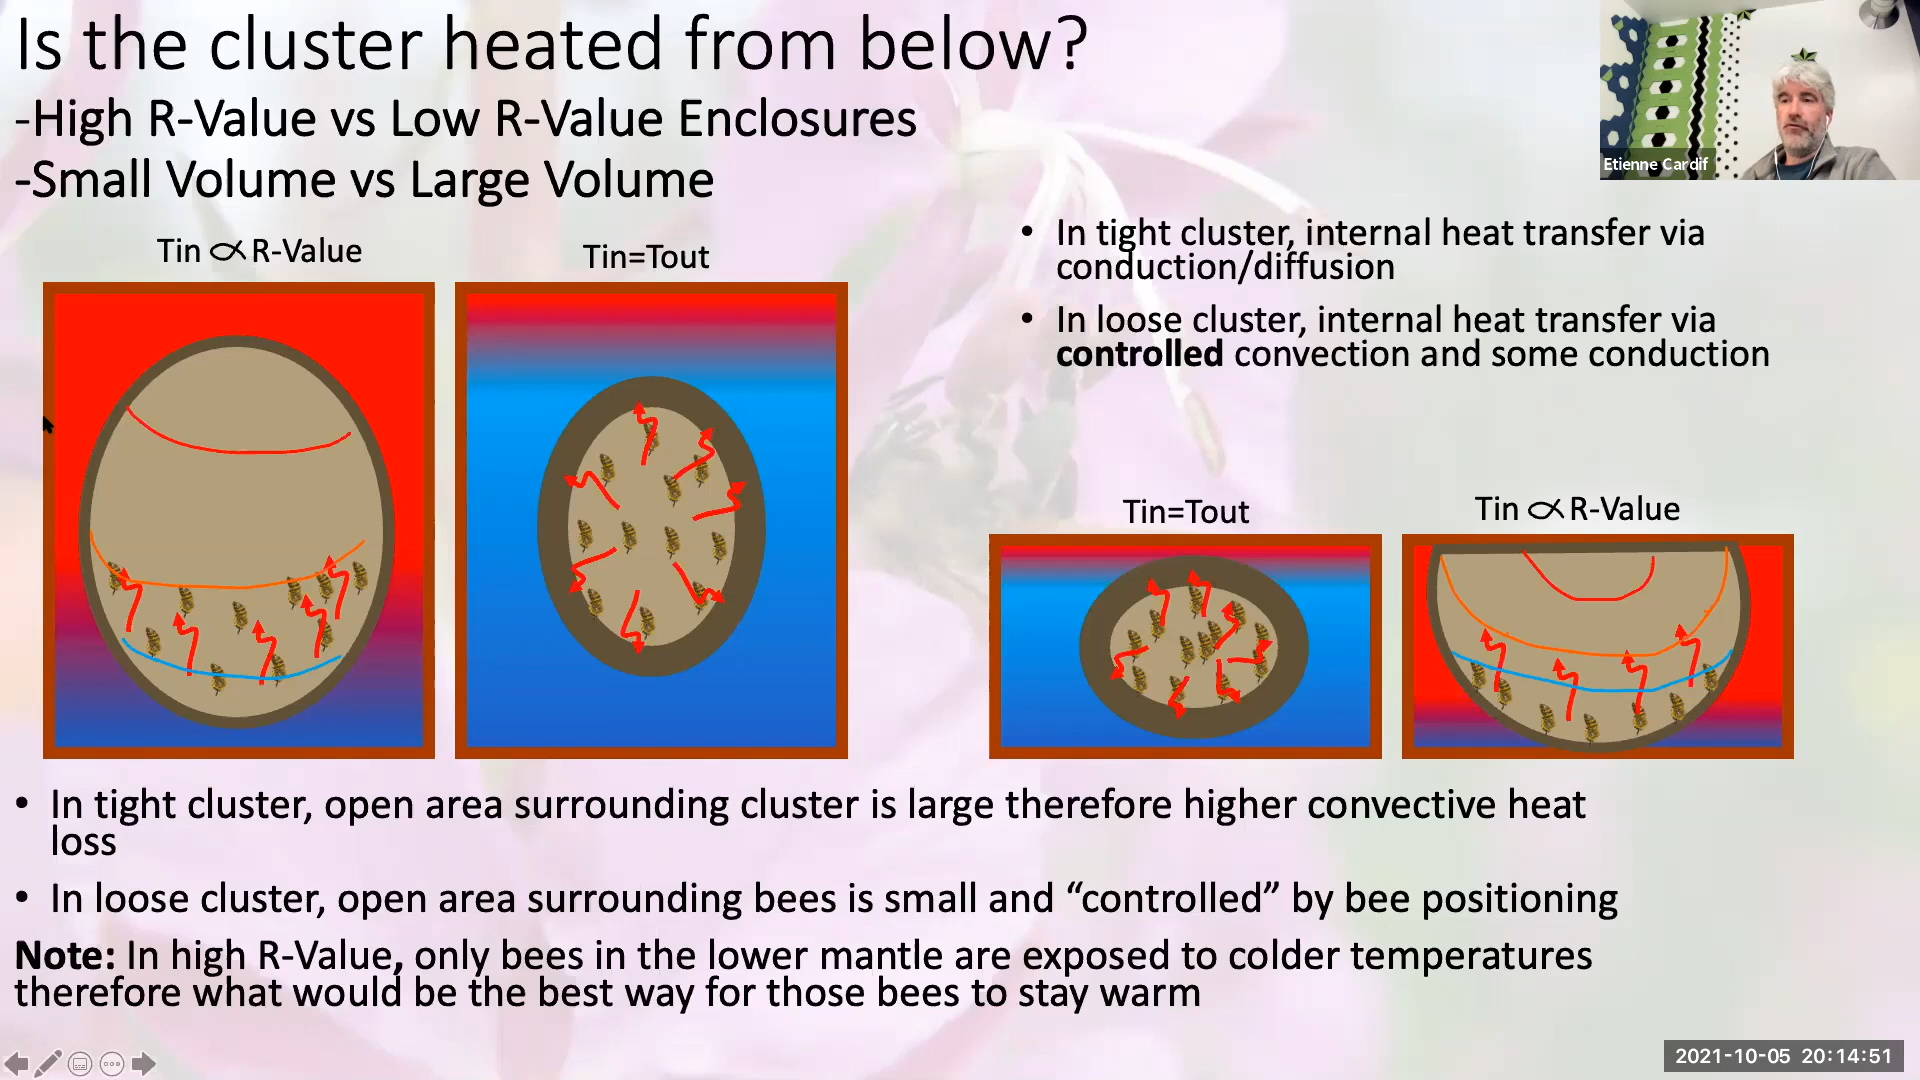 Is the cluster heated from below?
-High R-Value vs Low R-Value Enclosures
-Small Volume vs Large Volume
Etienne Cardif
Tin ∝ R-Value
Tin=Tout
• In tight cluster, internal heat transfer via
conduction/diffusion
• In loose cluster, internal heat transfer via
controlled convection and some conduction
Tin=Tout
Tin ∝ R-Value
• In tight cluster, open area surrounding cluster is large therefore higher convective heat
loss
• In loose cluster, open area surrounding bees is small and “controlled” by bee positioning
Note: In high R-Value, only bees in the lower mantle are exposed to colder temperatures
therefore what would be the best way for those bees to stay warm
2021-10-05 20:14:51